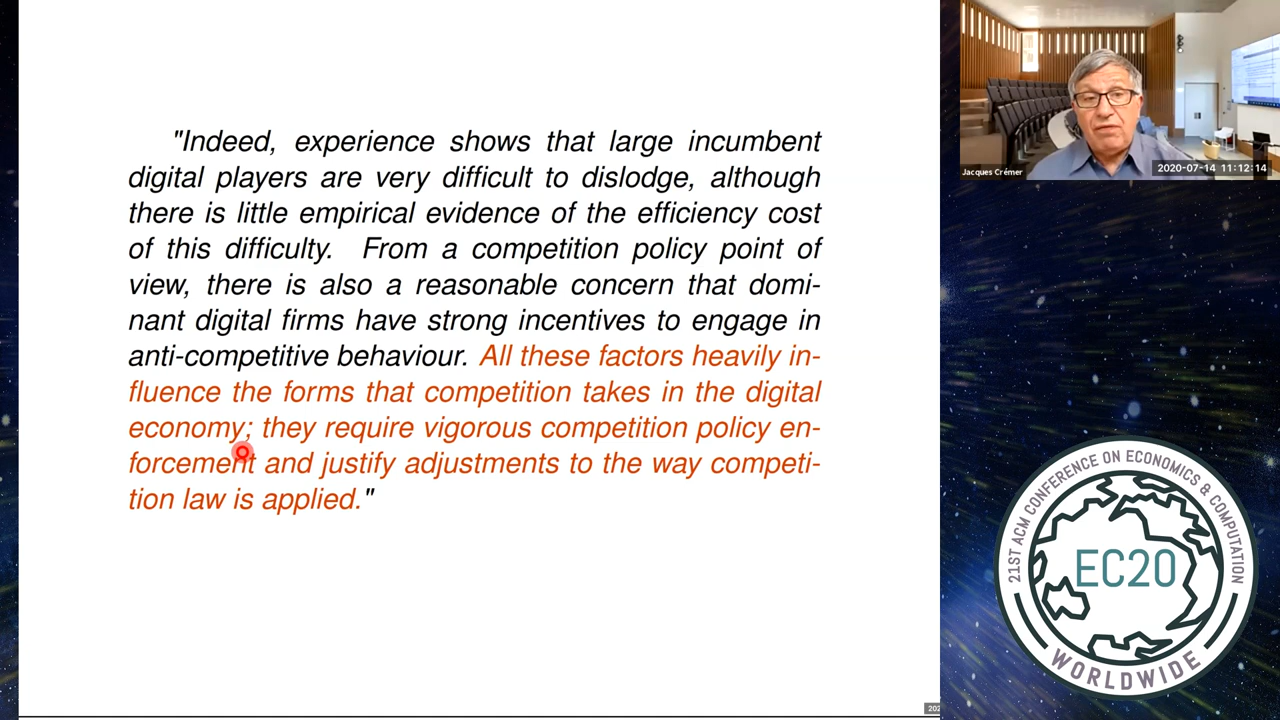 "Indeed, experience shows that large incumbent
digital players are very difficult to dislodge, although
there is little empirical evidence of the efficiency cost
of this difficulty. From a competition policy point of
view, there is also a reasonable concern that domi-
nant digital firms have strong incentives to engage in
anti-competitive behaviour. All these factors heavily in-
fluence the forms that competition takes in the digital
economy; they require vigorous competition policy en-
forcement and justify adjustments to the way competi-
tion law is applied."
Jacques Crémer
2020-07-14 11:12:14
21ST ACM CONFERENCE ON ECONOMICS & COMPUTATION
EC20
WORLDWIDE